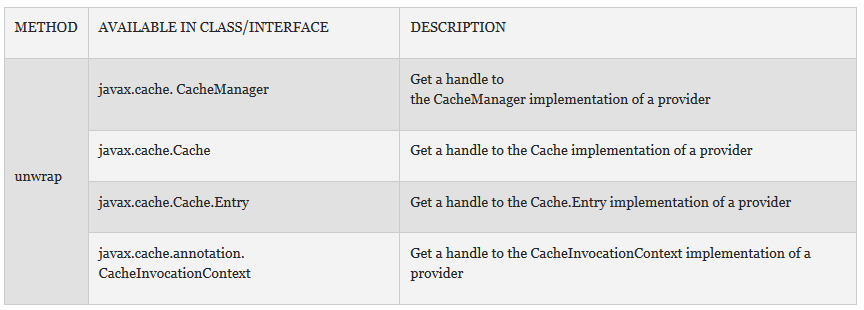 METHOD AVAILABLE IN CLASS/INTERFACE DESCRIPTION
unwrap
javax.cache. CacheManager
Get a handle to
the CacheManager implementation of a provider
javax.cache.Cache
Get a handle to the Cache implementation of a provider
javax.cache.Cache.Entry
Get a handle to the Cache.Entry implementation of a provider
javax.cache.annotation.
CacheInvocationContext
Get a handle to the CacheInvocationContext implementation of a
provider